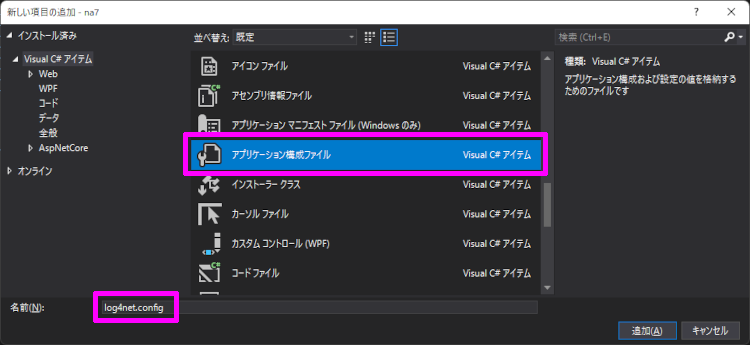 新しい項目の追加 - na7
? ×
インストール済み
並べ替え: 既定
検索 (Ctrl+E)
Visual C# アイテム
Web
WPF
コード
データ
全般
AspNetCore
オンライン
アイコン ファイル Visual C# アイテム
アセンブリ情報ファイル Visual C# アイテム
アプリケーション マニフェスト ファイル (Windows のみ) Visual C# アイテム
アプリケーション構成ファイル Visual C# アイテム
インストーラー クラス Visual C# アイテム
カーソル ファイル Visual C# アイテム
カスタム コントロール (WPF) Visual C# アイテム
コード ファイル Visual C# アイテム
種類: Visual C# アイテム
アプリケーション構成および設定の値を格納する
ためのファイルです
名前(N): log4net.config
追加(A) キャンセル